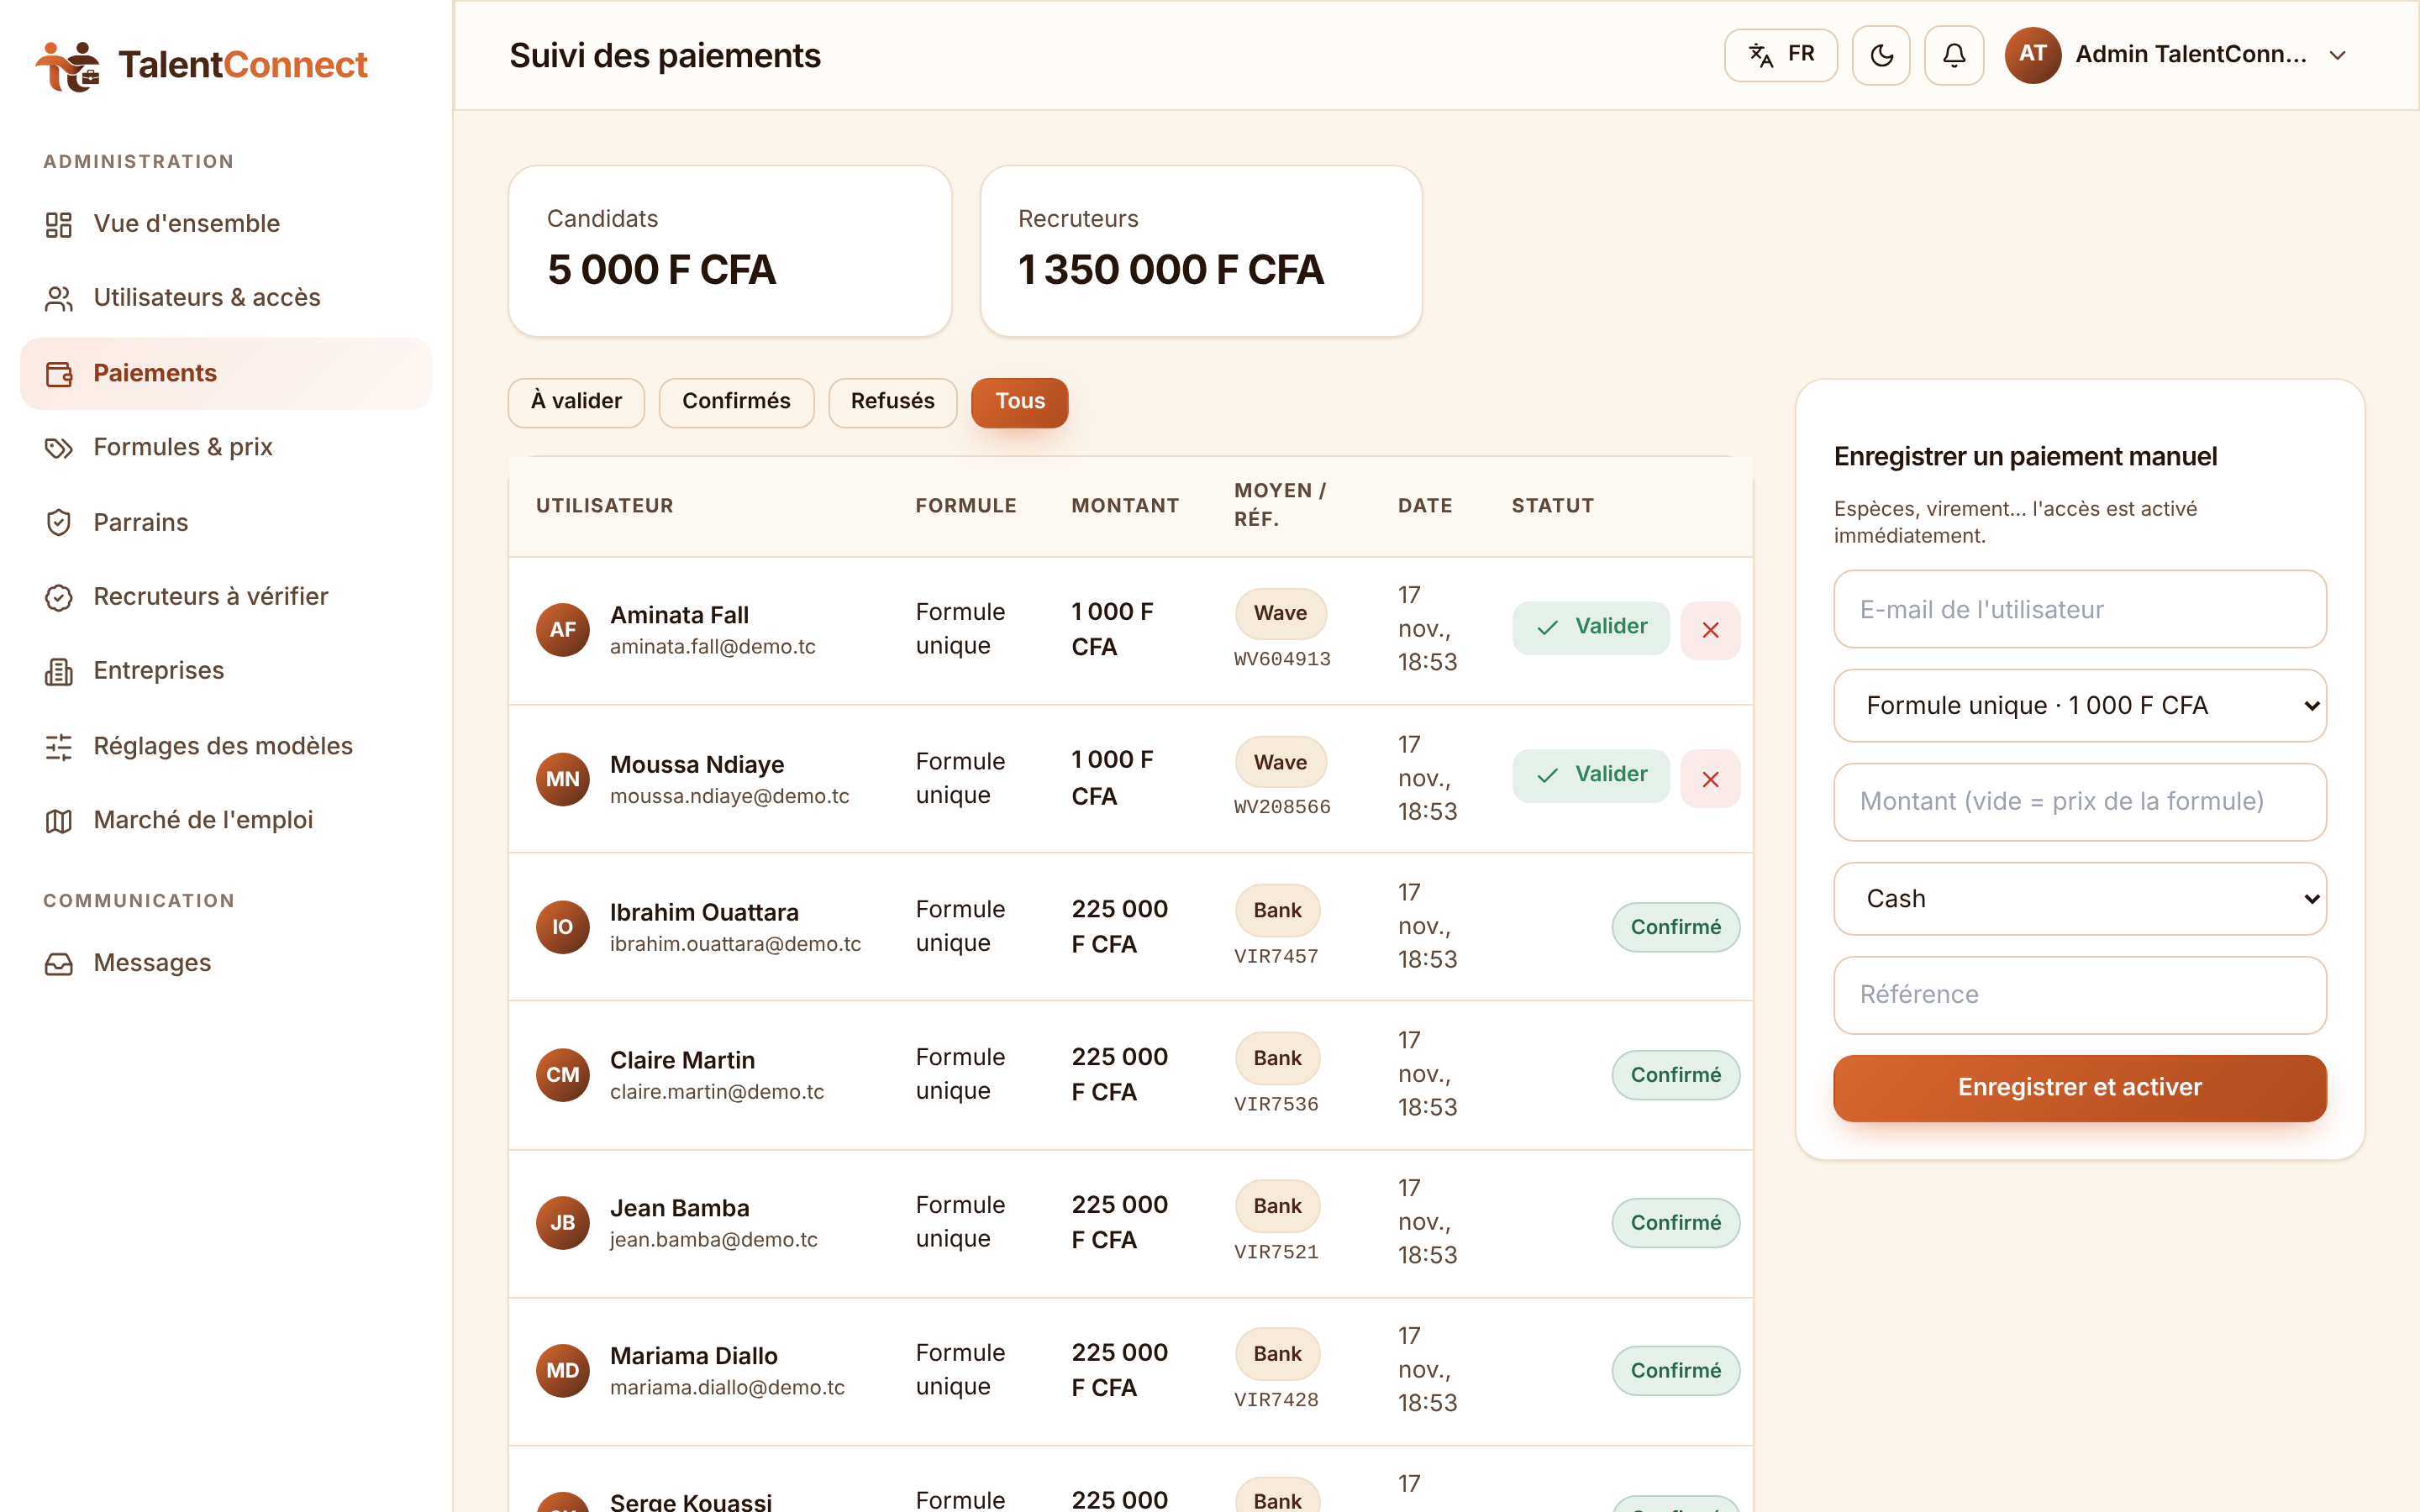 TalentConnect
ADMINISTRATION
Vue d'ensemble
Utilisateurs & accès
Paiements
Formules & prix
Parrains
Recruteurs à vérifier
Entreprises
Réglages des modèles
Marché de l'emploi
COMMUNICATION
Messages
Suivi des paiements
FR
AT
Admin TalentConn...
Candidats
5 000 F CFA
Recruteurs
1 350 000 F CFA
À valider
Confirmés
Refusés
Tous
UTILISATEUR
FORMULE
MONTANT
MOYEN /
RÉF.
DATE
STATUT
AF
Aminata Fall
aminata.fall@demo.tc
Formule
unique
1 000 F
CFA
Wave
WV604913
17
nov.,
18:53
Valider
MN
Moussa Ndiaye
moussa.ndiaye@demo.tc
Formule
unique
1 000 F
CFA
Wave
WV208566
17
nov.,
18:53
Valider
IO
Ibrahim Ouattara
ibrahim.ouattara@demo.tc
Formule
unique
225 000
F CFA
Bank
VIR7457
17
nov.,
18:53
Confirmé
CM
Claire Martin
claire.martin@demo.tc
Formule
unique
225 000
F CFA
Bank
VIR7536
17
nov.,
18:53
Confirmé
JB
Jean Bamba
jean.bamba@demo.tc
Formule
unique
225 000
F CFA
Bank
VIR7521
17
nov.,
18:53
Confirmé
MD
Mariama Diallo
mariama.diallo@demo.tc
Formule
unique
225 000
F CFA
Bank
VIR7428
17
nov.,
18:53
Confirmé
Serge Kouassi
Formule
225 000
Bank
17
Enregistrer un paiement manuel
Espèces, virement... l'accès est activé
immédiatement.
E-mail de l'utilisateur
Formule unique · 1 000 F CFA
Montant (vide = prix de la formule)
Cash
Référence
Enregistrer et activer